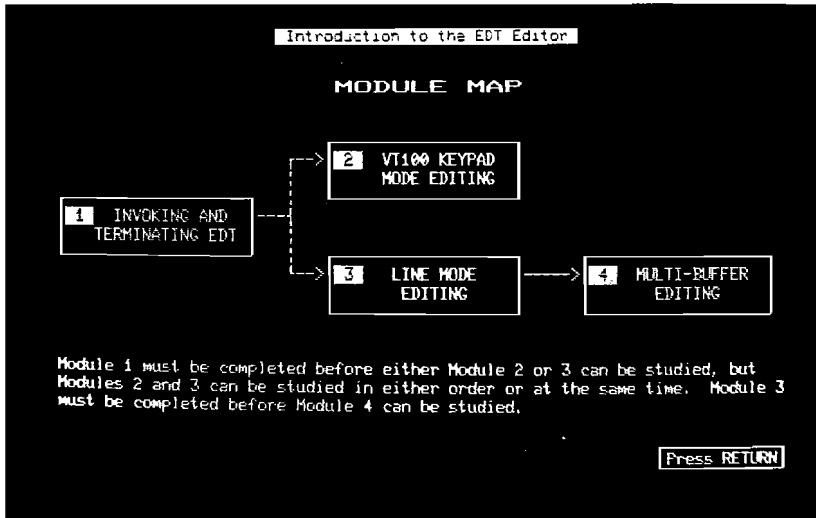 Introduction to the EDT Editor
MODULE MAP
2 VT100 KEYPAD
MODE EDITING
1 INVOKING AND
TERMINATING EDT
3 LINE MODE
EDITING
4 MULTI-BUFFER
EDITING
Module 1 must be completed before either Module 2 or 3 can be studied, but
Modules 2 and 3 can be studied in either order or at the same time. Module 3
must be completed before Module 4 can be studied.
Press RETURN